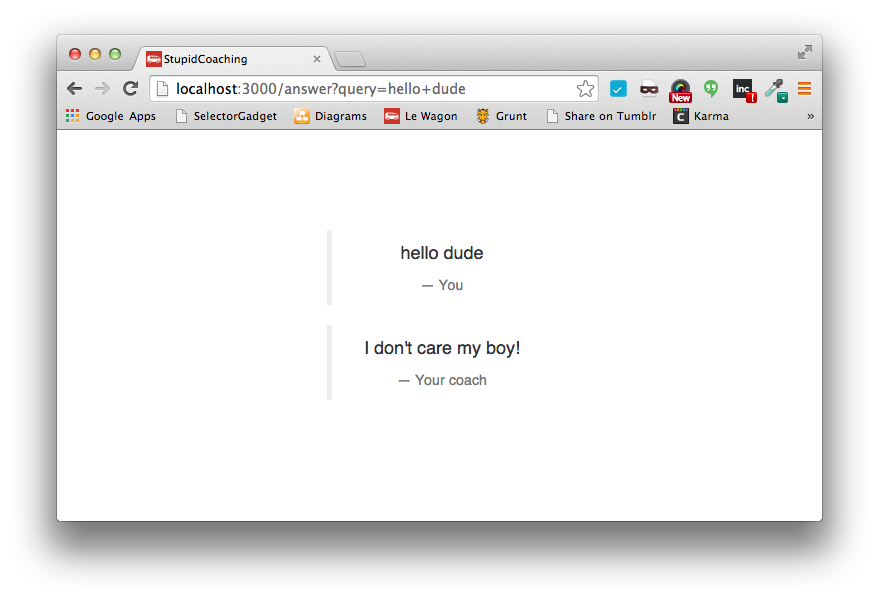 StupidCoaching
localhost:3000/answer?query=hello+dude
New
inc
!
Google Apps
SelectorGadget
Diagrams
Le Wagon
Grunt
Share on Tumblr
C
Karma
»
hello dude
— You
I don't care my boy!
— Your coach